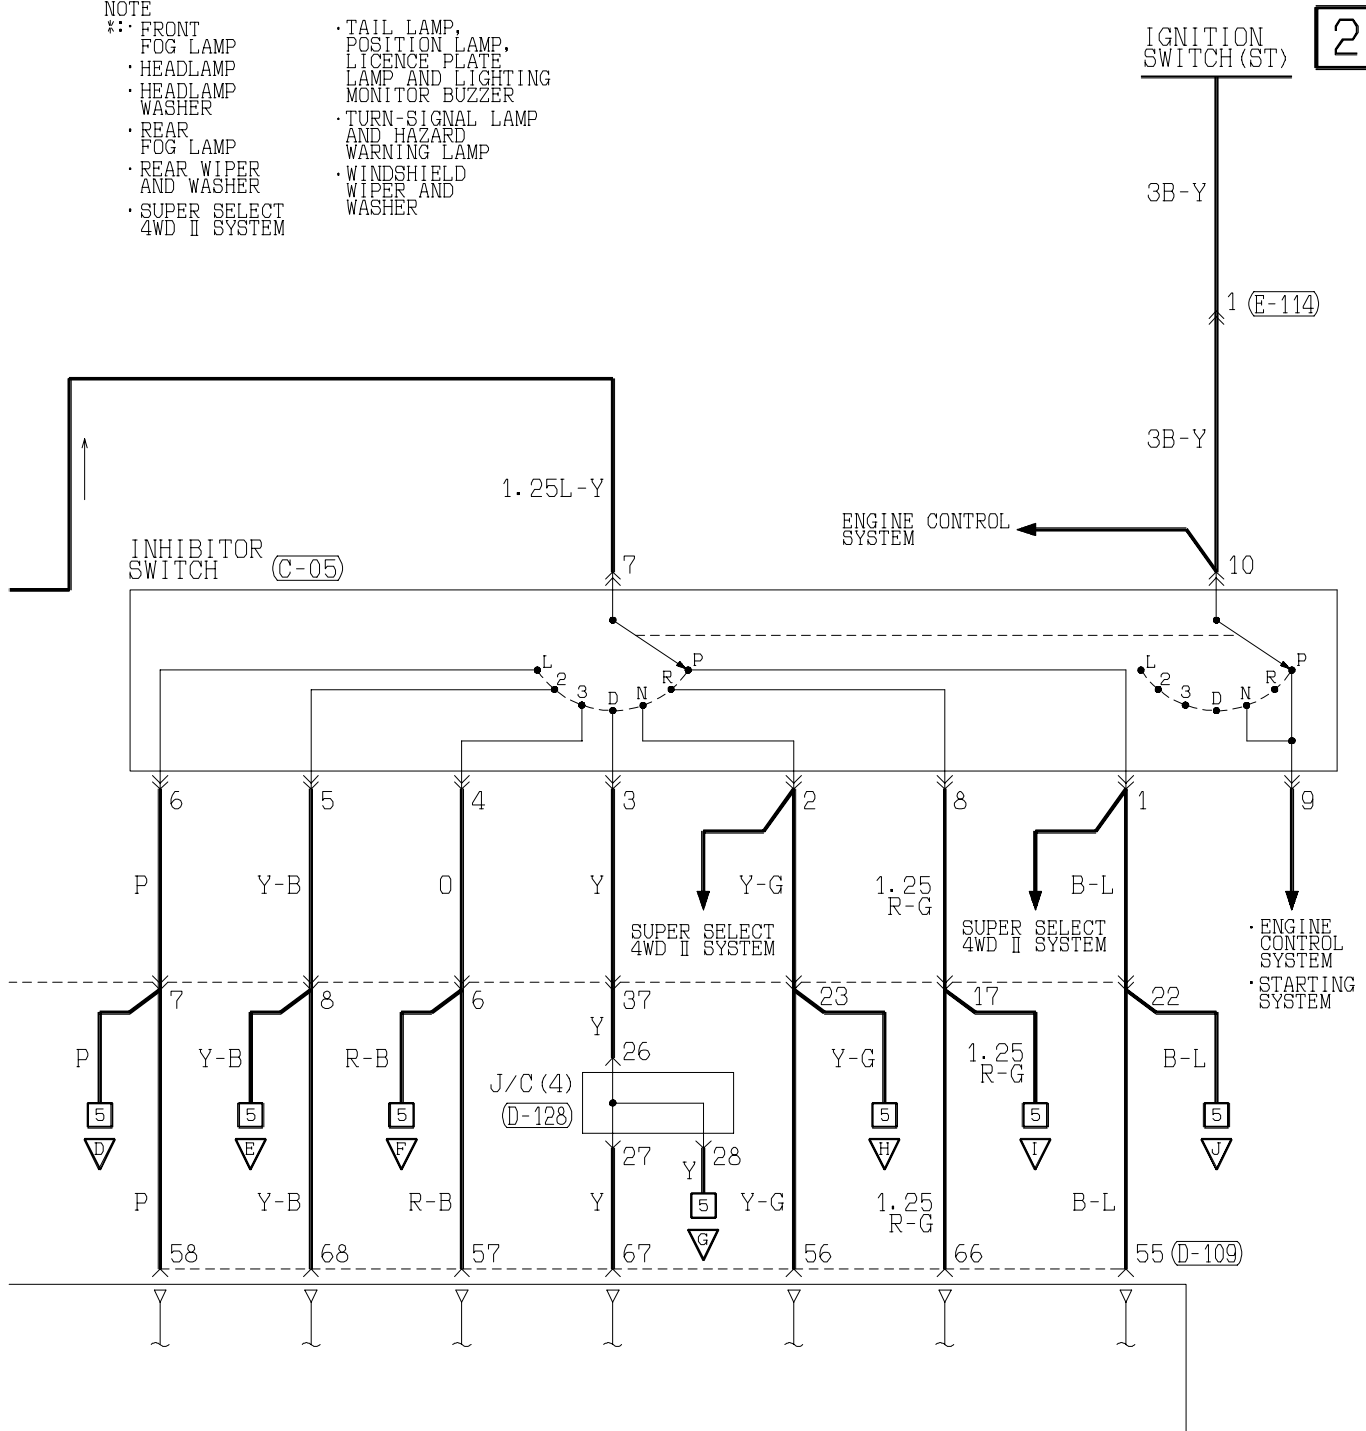 NOTE
*: · FRONT
FOG LAMP
· HEADLAMP
· HEADLAMP
WASHER
· REAR
FOG LAMP
· REAR WIPER
AND WASHER
· SUPER SELECT
4WD Ⅱ SYSTEM
· TAIL LAMP,
POSITION LAMP,
LICENCE PLATE
LAMP AND LIGHTING
MONITOR BUZZER
· TURN-SIGNAL LAMP
AND HAZARD
WARNING LAMP
· WINDSHIELD
WIPER AND
WASHER
IGNITION
SWITCH(ST)
2
3B-Y
1 (E-114)
3B-Y
1.25L-Y
ENGINE CONTROL
SYSTEM
INHIBITOR
SWITCH (C-05)
7
10
L 2 3 D N R P
L 2 3 D N R P
6 5 4 3 2 8 1 9
P Y-B O Y Y-G 1.25 R-G B-L
SUPER SELECT
4WD Ⅱ SYSTEM
SUPER SELECT
4WD Ⅱ SYSTEM
· ENGINE
CONTROL
SYSTEM
· STARTING
SYSTEM
7 8 6 37 23 17 22
P Y-B R-B Y Y-G 1.25 R-G B-L
26
J/C(4)
(D-128)
5 5 5 5 5 5
D E F H I J
27 28
Y
5
G
P Y-B R-B Y Y-G 1.25 R-G B-L
58 68 57 67 56 66 55 (D-109)